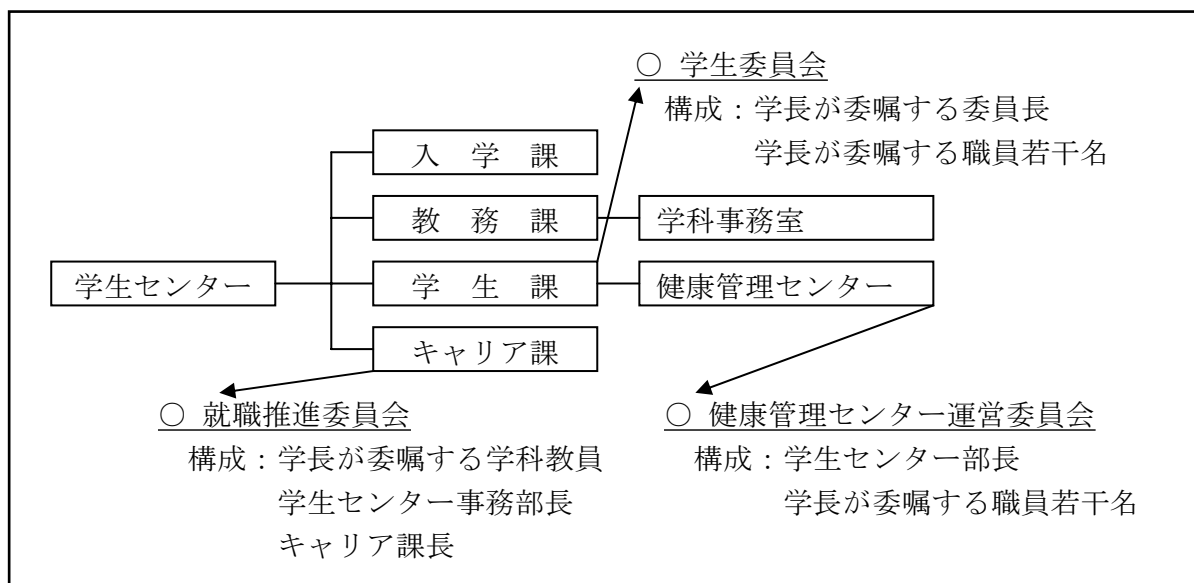 ○ 学生委員会
構成：学長が委嘱する委員長
学長が委嘱する職員若干名
入 学 課
教 務 課
学科事務室
学生センター
学 生 課
健康管理センター
キャリア課
○ 就職推進委員会
構成：学長が委嘱する学科教員
学生センター事務部長
キャリア課長
○ 健康管理センター運営委員会
構成：学生センター部長
学長が委嘱する職員若干名